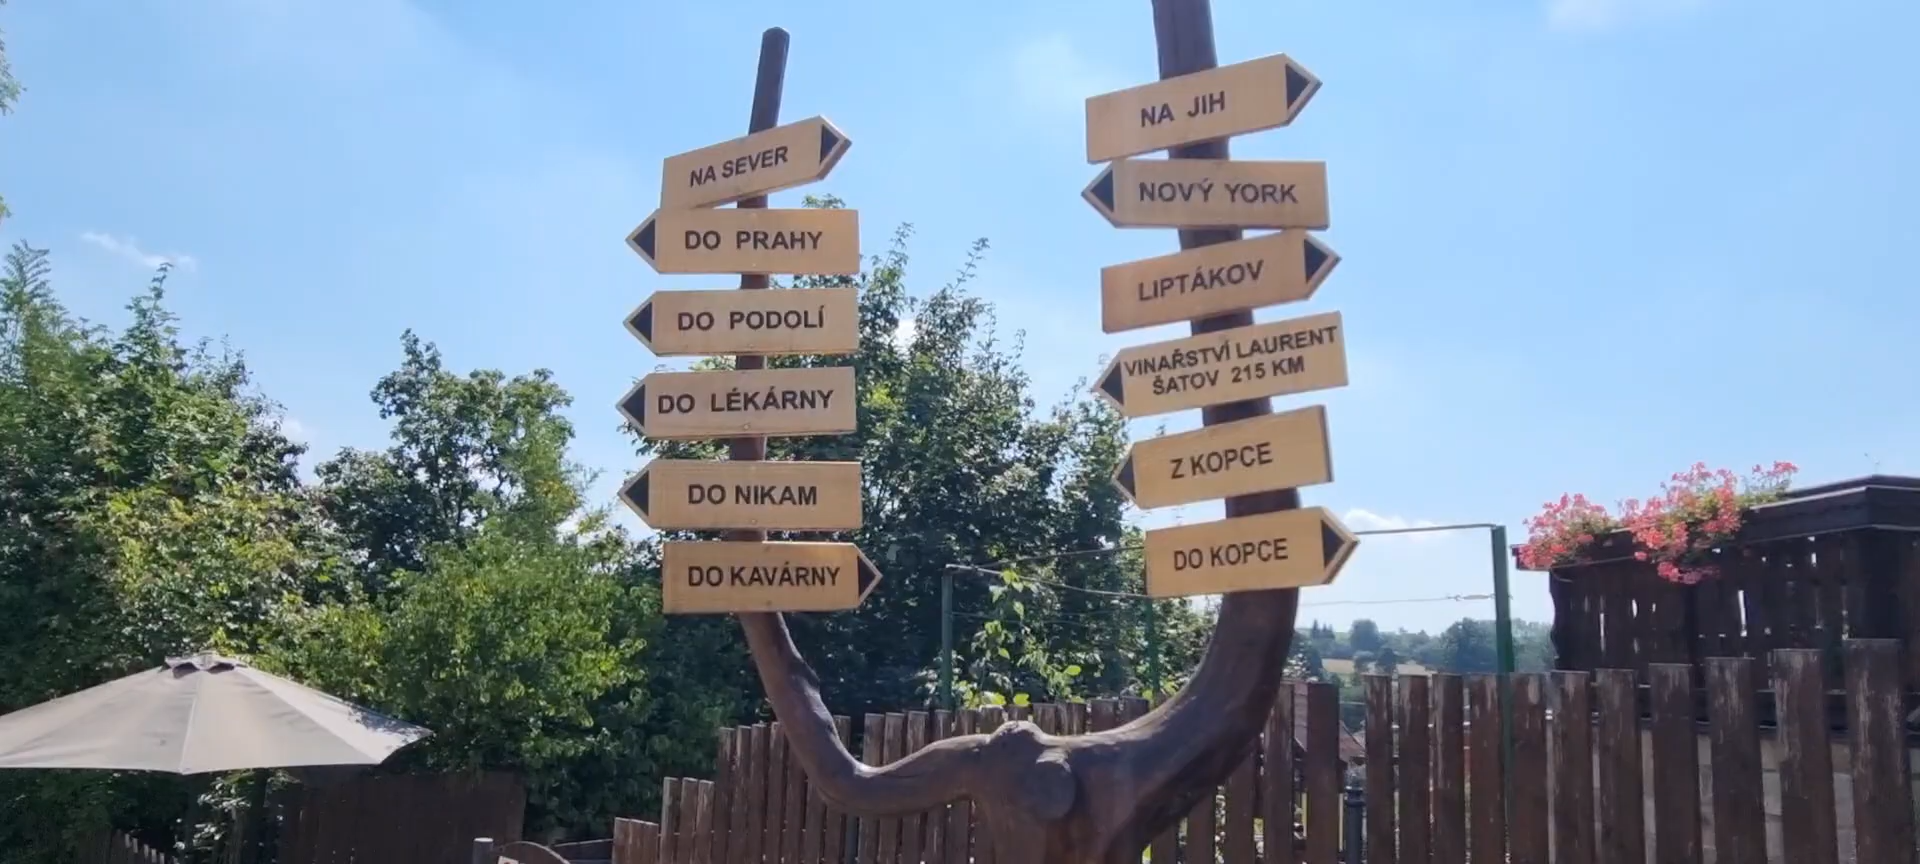 NA SEVER
DO PRAHY
DO PODOLÍ
DO LÉKÁRNY
DO NIKAM
DO KAVÁRNY
NA JIH
NOVÝ YORK
LIPTÁKOV
VINAŘSTVÍ LAURENT
ŠATOV 215 KM
Z KOPCE
DO KOPCE